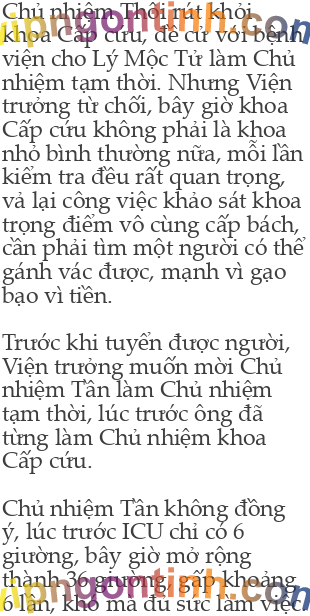 Chủ nhiệm Thôi rút khỏi
khoa Cấp cứu, đề cử với bệnh
viện cho Lý Mộc Tử làm Chủ
nhiệm tạm thời. Nhưng Viện
trưởng từ chối, bây giờ khoa
Cấp cứu không phải là khoa
nhỏ bình thường nữa, mỗi lần
kiểm tra đều rất quan trọng,
vả lại công việc khảo sát khoa
trọng điểm vô cùng cấp bách,
cần phải tìm một người có thể
gánh vác được, mạnh vì gạo
bạo vì tiền.
Trước khi tuyển được người,
Viện trưởng muốn mời Chủ
nhiệm Tần làm Chủ nhiệm
tạm thời, lúc trước ông đã
từng làm Chủ nhiệm khoa
Cấp cứu.
Chủ nhiệm Tần không đồng
ý, lúc trước ICU chỉ có 6
giường, bây giờ mở rộng
thành 36 giường, gấp khoảng
6 lần, khó mà đủ sức làm việc
vipngontinh.com
vipngontinh.com